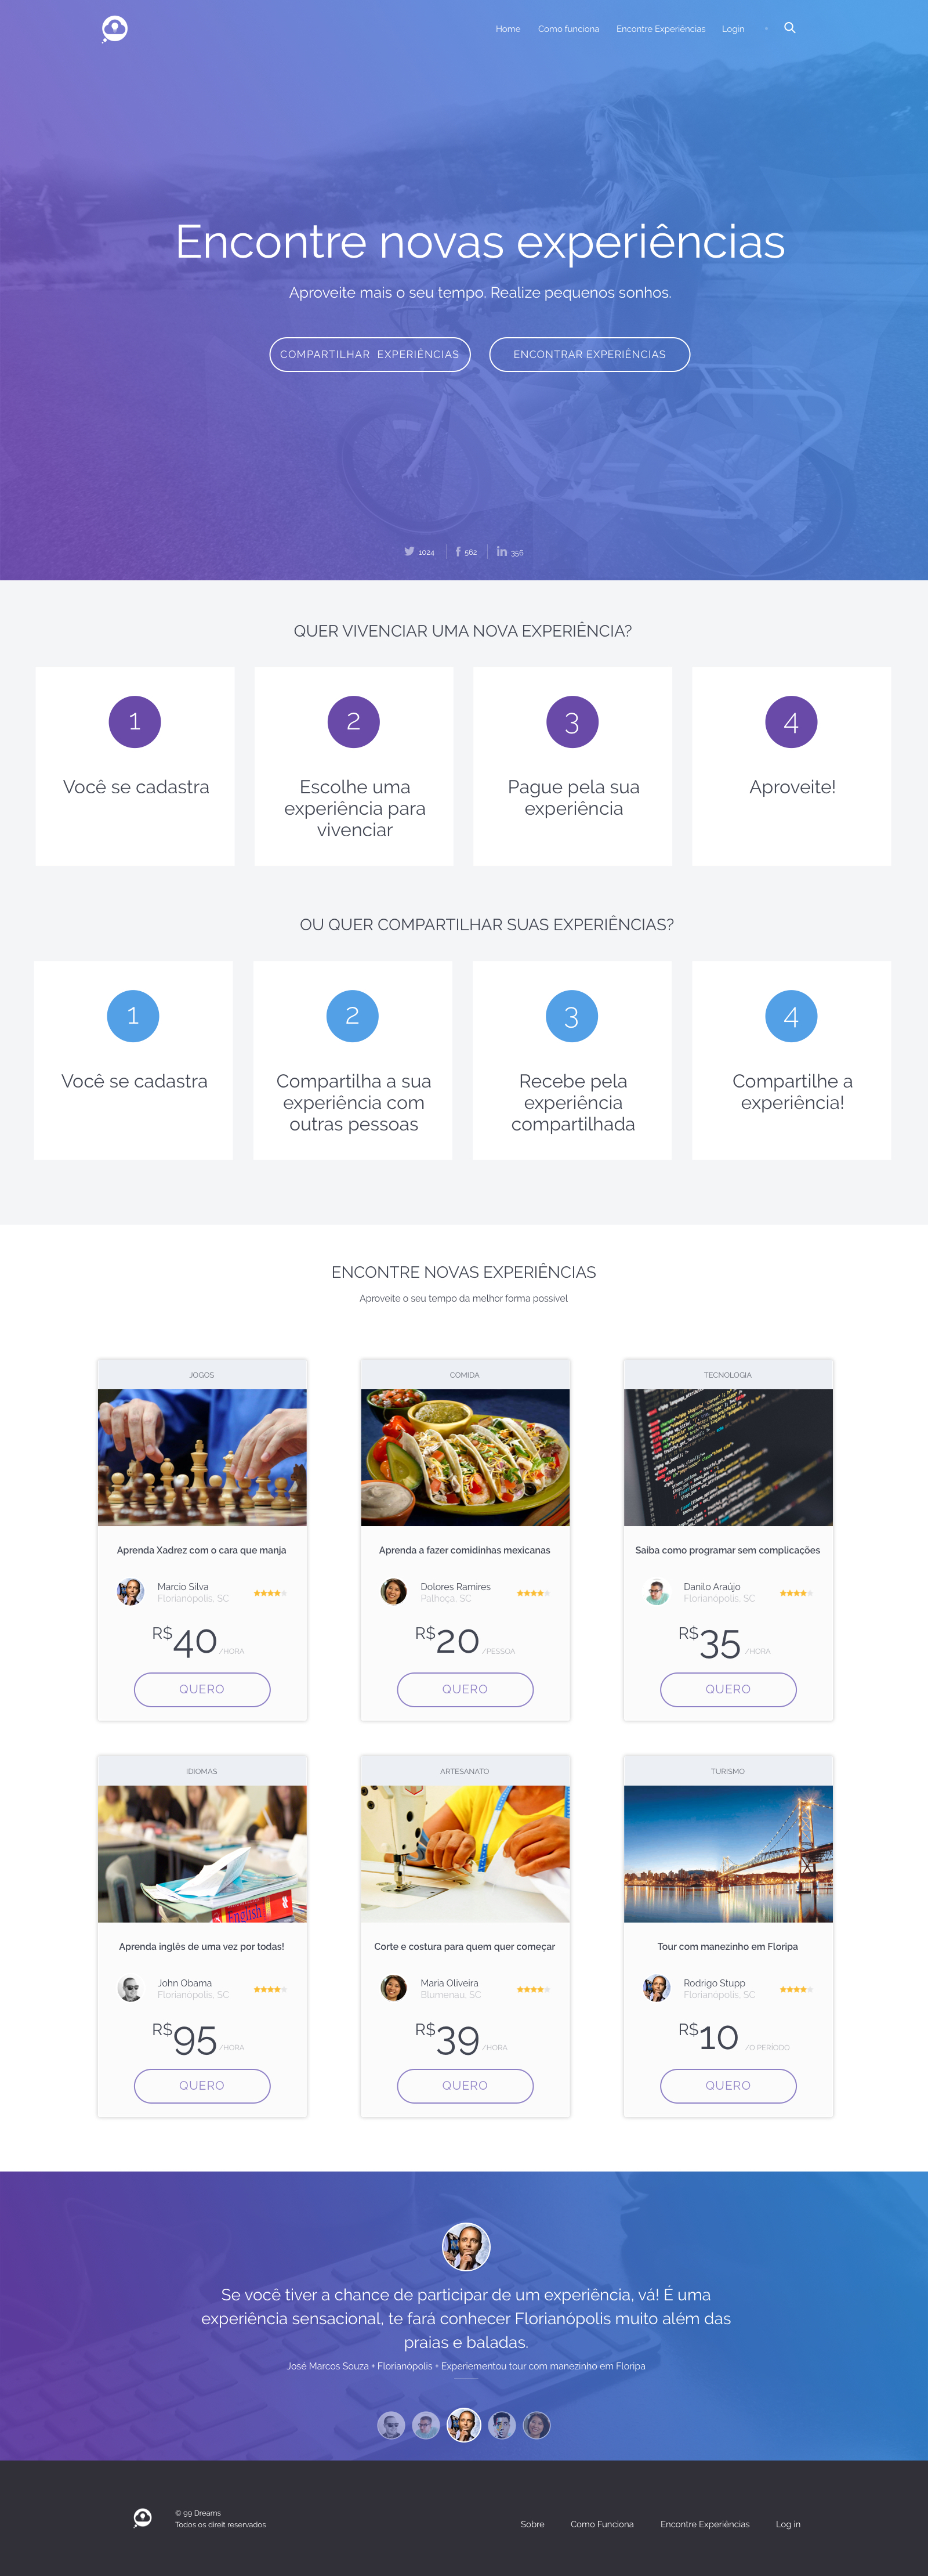 Home Como funciona Encontre Experiências Login
Encontre novas experiências
Aproveite mais o seu tempo. Realize pequenos sonhos.
COMPARTILHAR EXPERIÊNCIAS
ENCONTRAR EXPERIÊNCIAS
1024 562 356
QUER VIVENCIAR UMA NOVA EXPERIÊNCIA?
1
Você se cadastra
2
Escolhe uma
experiência para
vivenciar
3
Pague pela sua
experiência
4
Aproveite!
OU QUER COMPARTILHAR SUAS EXPERIÊNCIAS?
1
Você se cadastra
2
Compartilha a sua
experiência com
outras pessoas
3
Recebe pela
experiência
compartilhada
4
Compartilhe a
experiência!
ENCONTRE NOVAS EXPERIÊNCIAS
Aproveite o seu tempo da melhor forma possível
JOGOS
Aprenda Xadrez com o cara que manja
Marcio Silva
Florianópolis, SC
R$40 /HORA
QUERO
COMIDA
Aprenda a fazer comidinhas mexicanas
Dolores Ramires
Palhoça, SC
R$20 /PESSOA
QUERO
TECNOLOGIA
Saiba como programar sem complicações
Danilo Araújo
Florianópolis, SC
R$35 /HORA
QUERO
IDIOMAS
English
Aprenda inglês de uma vez por todas!
John Obama
Florianópolis, SC
R$95 /HORA
QUERO
ARTESANATO
Corte e costura para quem quer começar
Maria Oliveira
Blumenau, SC
R$39 /HORA
QUERO
TURISMO
Tour com manezinho em Floripa
Rodrigo Stupp
Florianópolis, SC
R$10 /O PERÍODO
QUERO
Se você tiver a chance de participar de um experiência, vá! É uma
experiência sensacional, te fará conhecer Florianópolis muito além das
praias e baladas.
José Marcos Souza + Florianópolis + Experiementou tour com manezinho em Floripa
© 99 Dreams
Todos os direit reservados
Sobre Como Funciona Encontre Experiências Log in